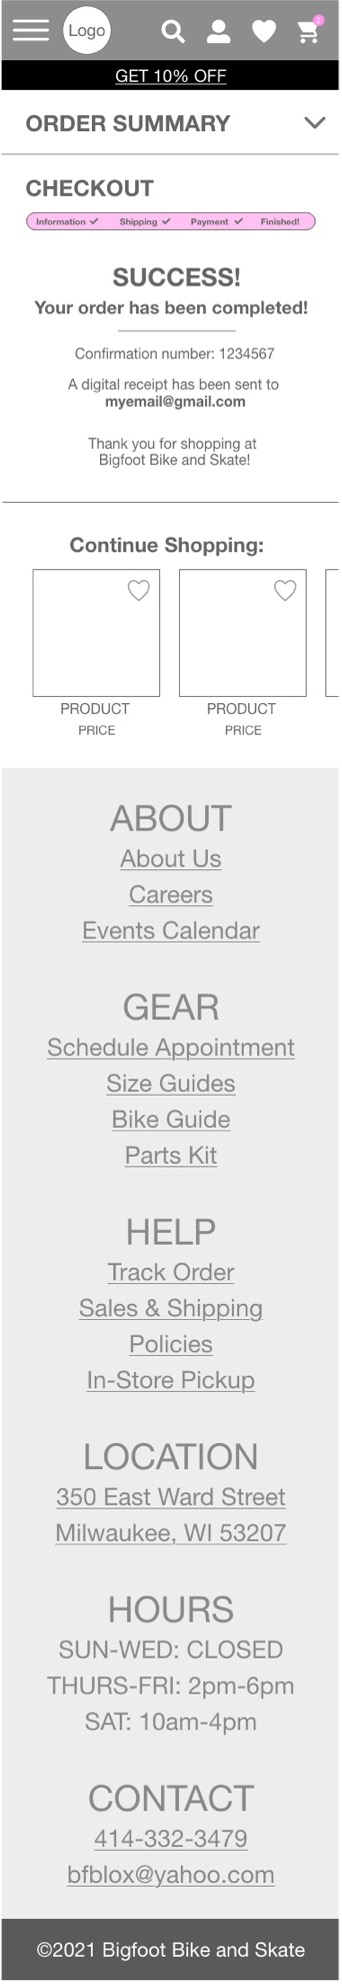 Logo
2
GET 10% OFF
ORDER SUMMARY
CHECKOUT
Information Shipping Payment Finished!
SUCCESS!
Your order has been completed!
Confirmation number: 1234567
A digital receipt has been sent to
myemail@gmail.com
Thank you for shopping at
Bigfoot Bike and Skate!
Continue Shopping:
PRODUCT PRODUCT
PRICE PRICE
ABOUT
About Us
Careers
Events Calendar
GEAR
Schedule Appointment
Size Guides
Bike Guide
Parts Kit
HELP
Track Order
Sales & Shipping
Policies
In-Store Pickup
LOCATION
350 East Ward Street
Milwaukee, WI 53207
HOURS
SUN-WED: CLOSED
THURS-FRI: 2pm-6pm
SAT: 10am-4pm
CONTACT
414-332-3479
bfblox@yahoo.com
©2021 Bigfoot Bike and Skate